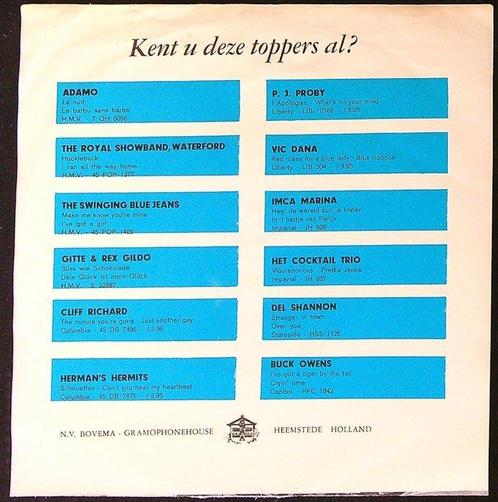 Kent u deze toppers al?
ADAMO
La nuit
Le barbu sans barbe
H.M.V. - 7 QH 5056
THE ROYAL SHOWBAND, WATERFORD
Hucklebuck
I ran all the way home
H.M.V. - 45 POP 1377
THE SWINGING BLUE JEANS
Make me know you're mine
I've got a girl
H.M.V. - 45 POP 1409
GITTE & REX GILDO
Süss wie Schokolade
Dein Glück ist mein Glück
H.M.V. - E 22887
CLIFF RICHARD
The minute you're gone - Just another guy
Columbia - 45 DB 7496 - f 3.95
HERMAN'S HERMITS
Silhouettes - Can't you hear my heartbeat
Columbia - 45 DB 7475 - f 3.95
P. J. PROBY
I Apologise - What's on your mind
Liberty - LIB 10188 - f 3.95
VIC DANA
Red roses for a blue lady - Blue ribbons
Liberty - LIB 304 - f 3.95
IMCA MARINA
Heel de wereld kun je kopen
In 't hartje van Parijs
Imperial - IH 636
HET COCKTAIL TRIO
Vlooiencircus - Pretka Jenka
Imperial - IH 637
DEL SHANNON
Stranger in town
Over you
Stateside - HSS 1125
BUCK OWENS
I've got a tiger by the tail
Cryin' time
Capitol - HFC 1042
N.V. BOVEMA - GRAMOPHONEHOUSE HEEMSTEDE HOLLAND